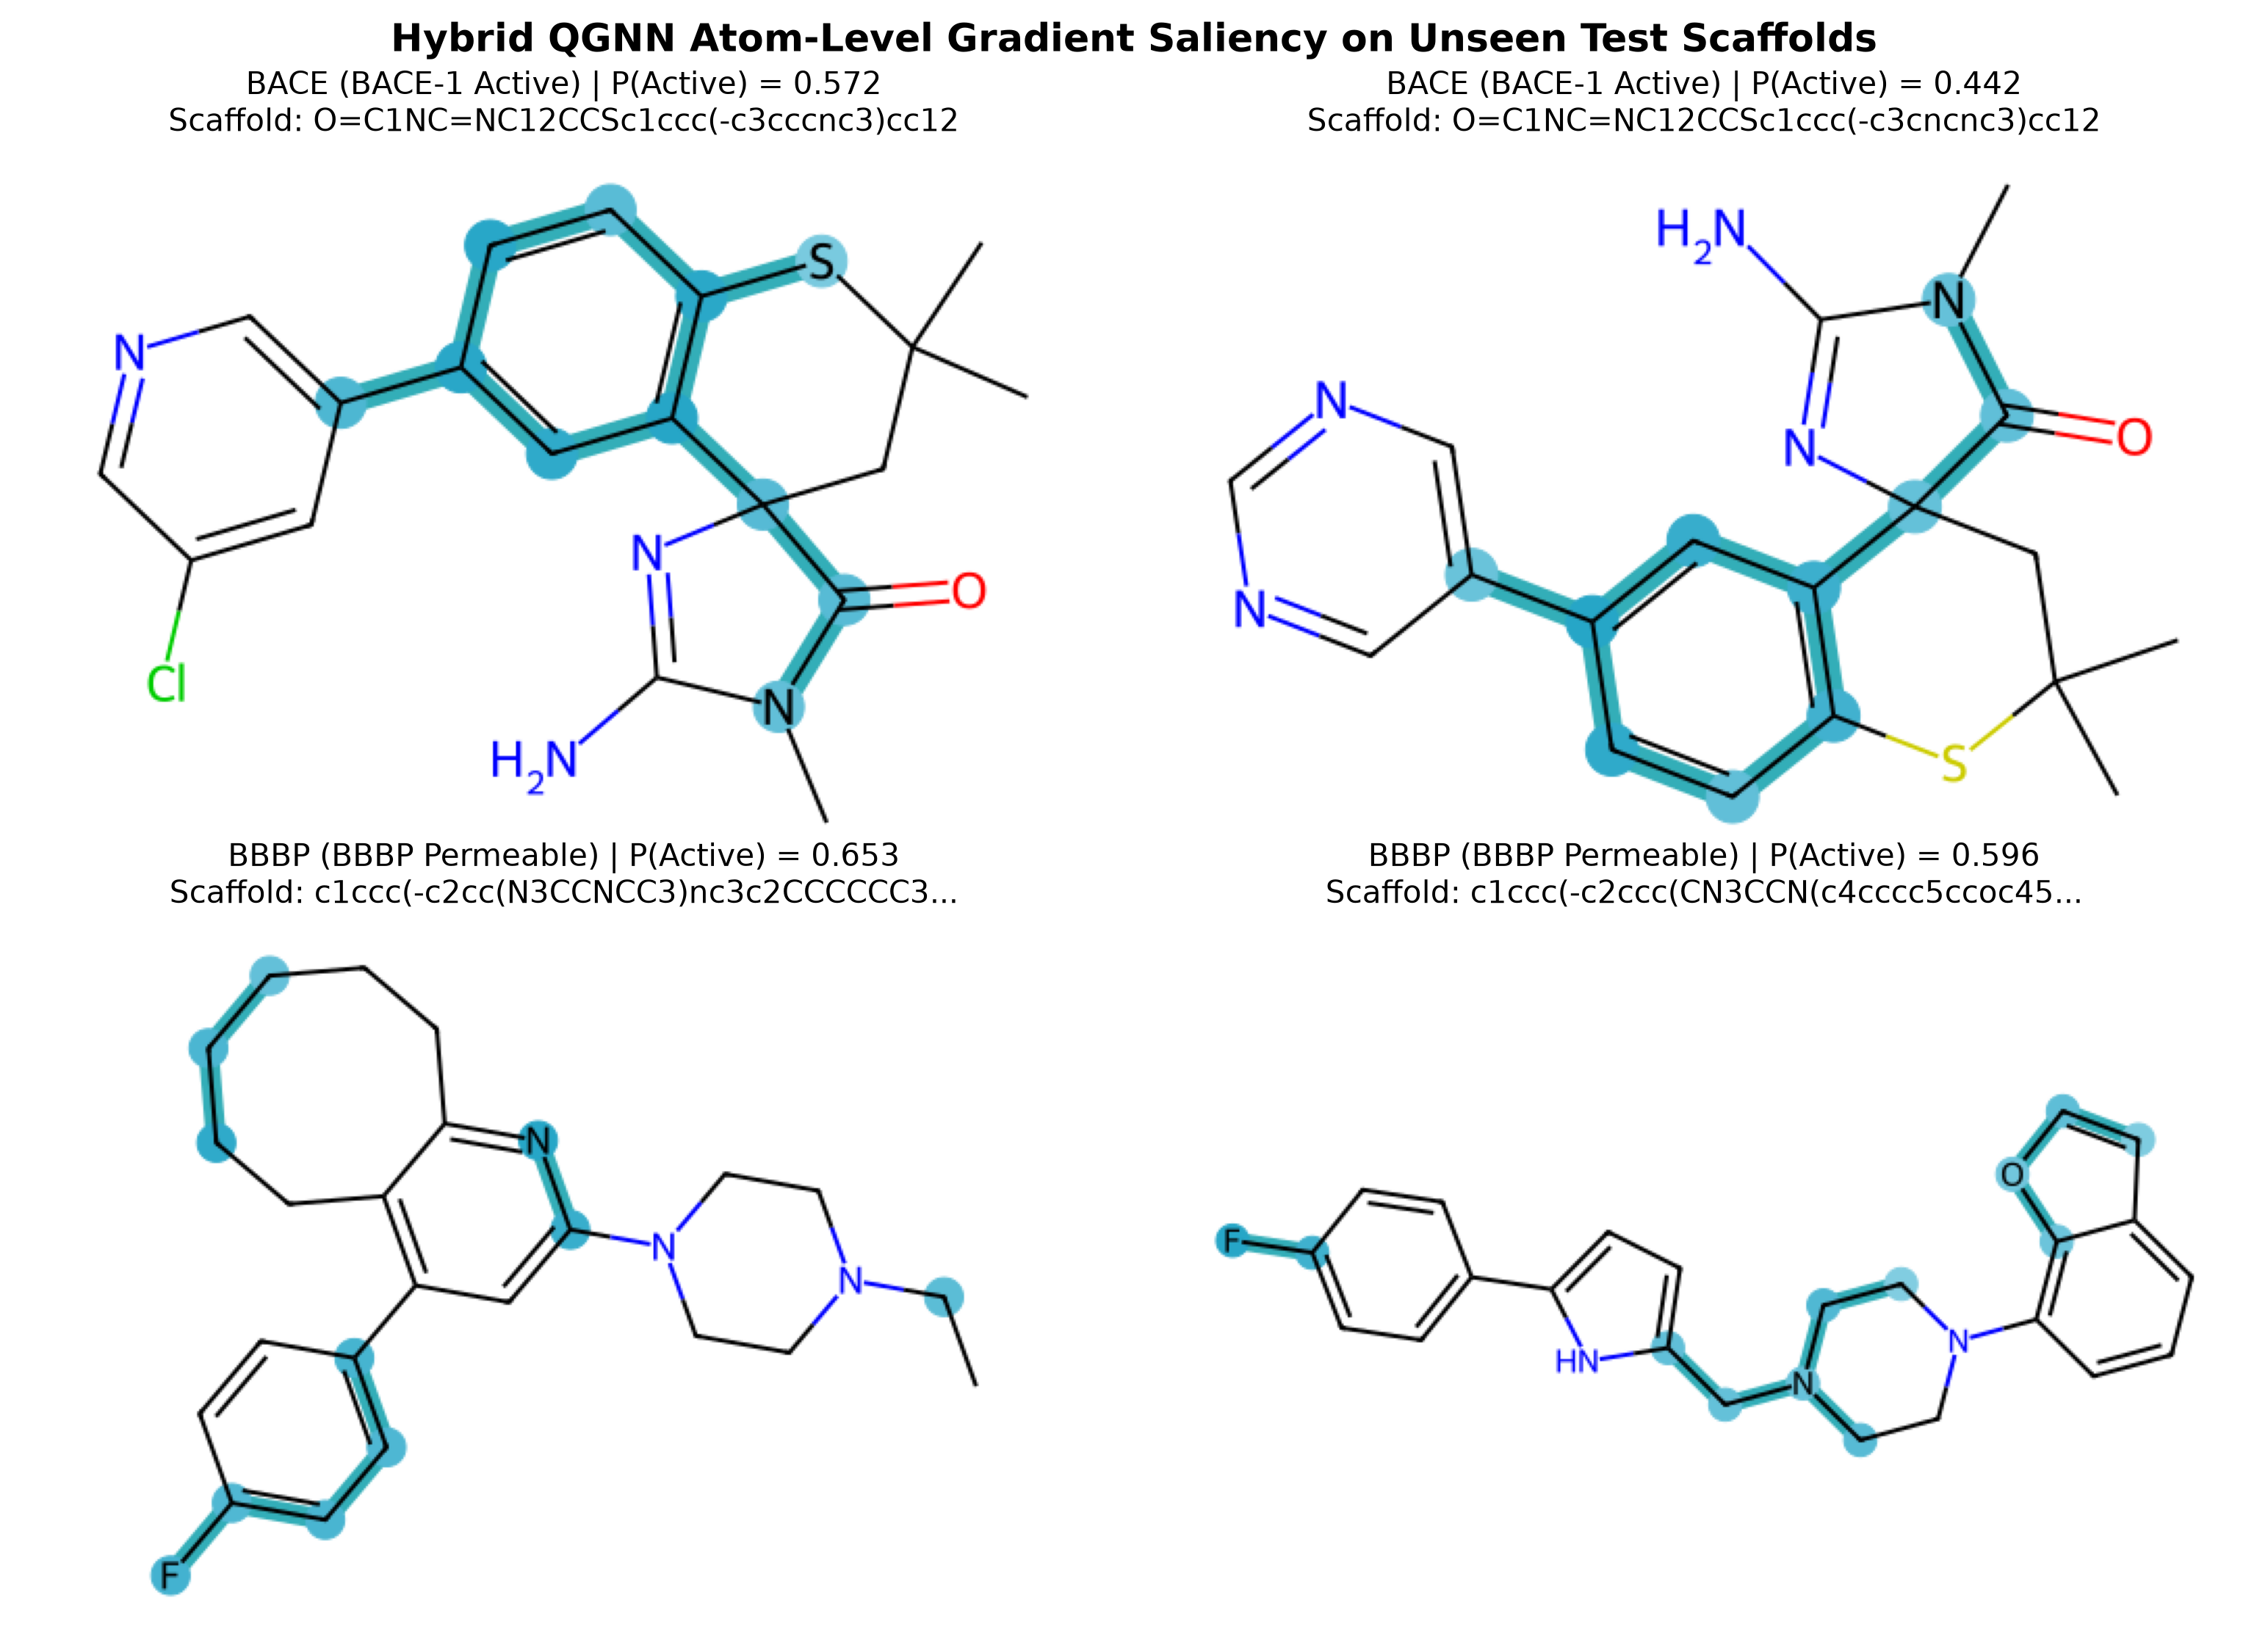 Hybrid QGNN Atom-Level Gradient Saliency on Unseen Test Scaffolds
BACE (BACE-1 Active) | P(Active) = 0.572
Scaffold: O=C1NC=NC12CCSc1ccc(-c3cccnc3)cc12
BACE (BACE-1 Active) | P(Active) = 0.442
Scaffold: O=C1NC=NC12CCSc1ccc(-c3cncnc3)cc12
S
N
N
O
Cl
N
H2N
H2N
N
N
O
N
N
S
BBBP (BBBP Permeable) | P(Active) = 0.653
Scaffold: c1ccc(-c2cc(N3CCNCC3)nc3c2CCCCCC3...
BBBP (BBBP Permeable) | P(Active) = 0.596
Scaffold: c1ccc(-c2ccc(CN3CCN(c4cccc5ccoc45...
N
N
N
F
O
F
N
HN
N